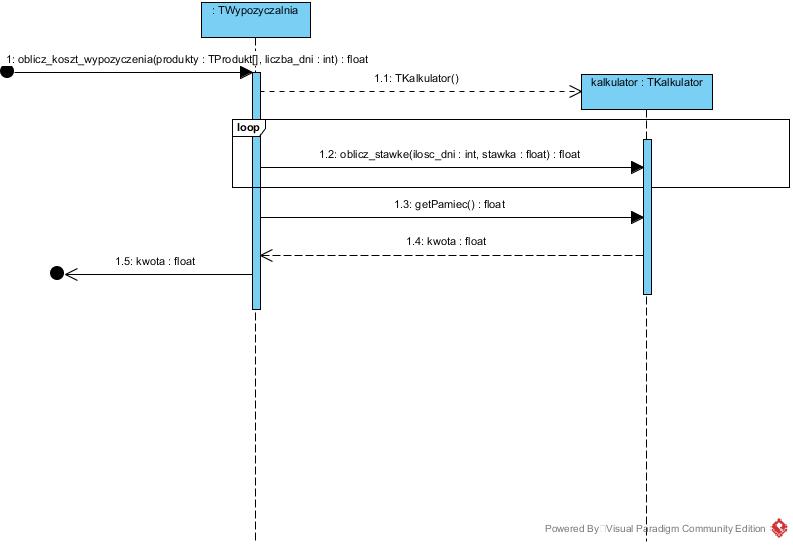 : TWypozyczalnia
1: oblicz_koszt_wypozyczenia(produkty : TProdukt[], liczba_dni : int) : float
1.1: TKalkulator()
kalkulator : TKalkulator
loop
1.2: oblicz_stawke(ilosc_dni : int, stawka : float) : float
1.3: getPamiec() : float
1.4: kwota : float
1.5: kwota : float
Powered By Visual Paradigm Community Edition